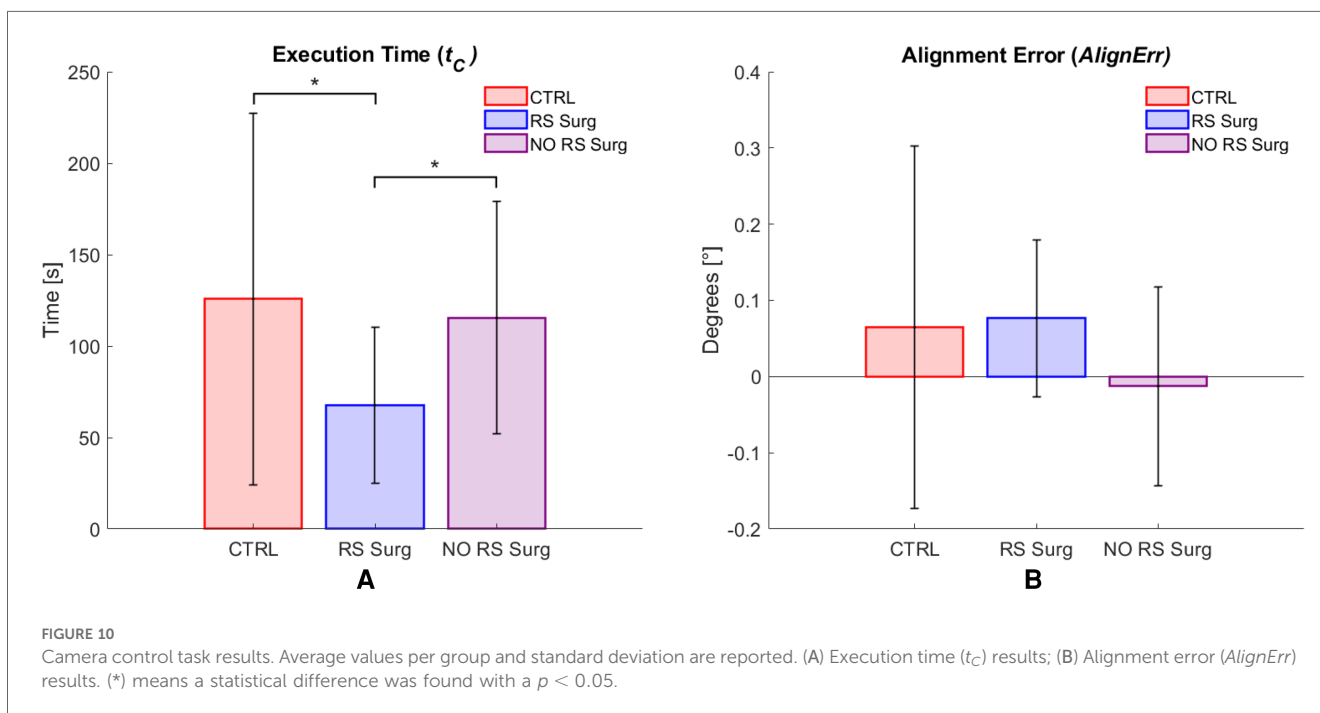 Execution Time (t_C)
250
200
150
100
50
0
Time [s]
*
*
CTRL
RS Surg
NO RS Surg
CTRL
RS Surg
NO RS Surg
A
Alignment Error (AlignErr)
0.4
0.3
0.2
0.1
0
-0.1
-0.2
Degrees [°]
CTRL
RS Surg
NO RS Surg
CTRL
RS Surg
NO RS Surg
B
FIGURE 10
Camera control task results. Average values per group and standard deviation are reported. (A) Execution time (t_C) results; (B) Alignment error (AlignErr)
results. (*) means a statistical difference was found with a p < 0.05.